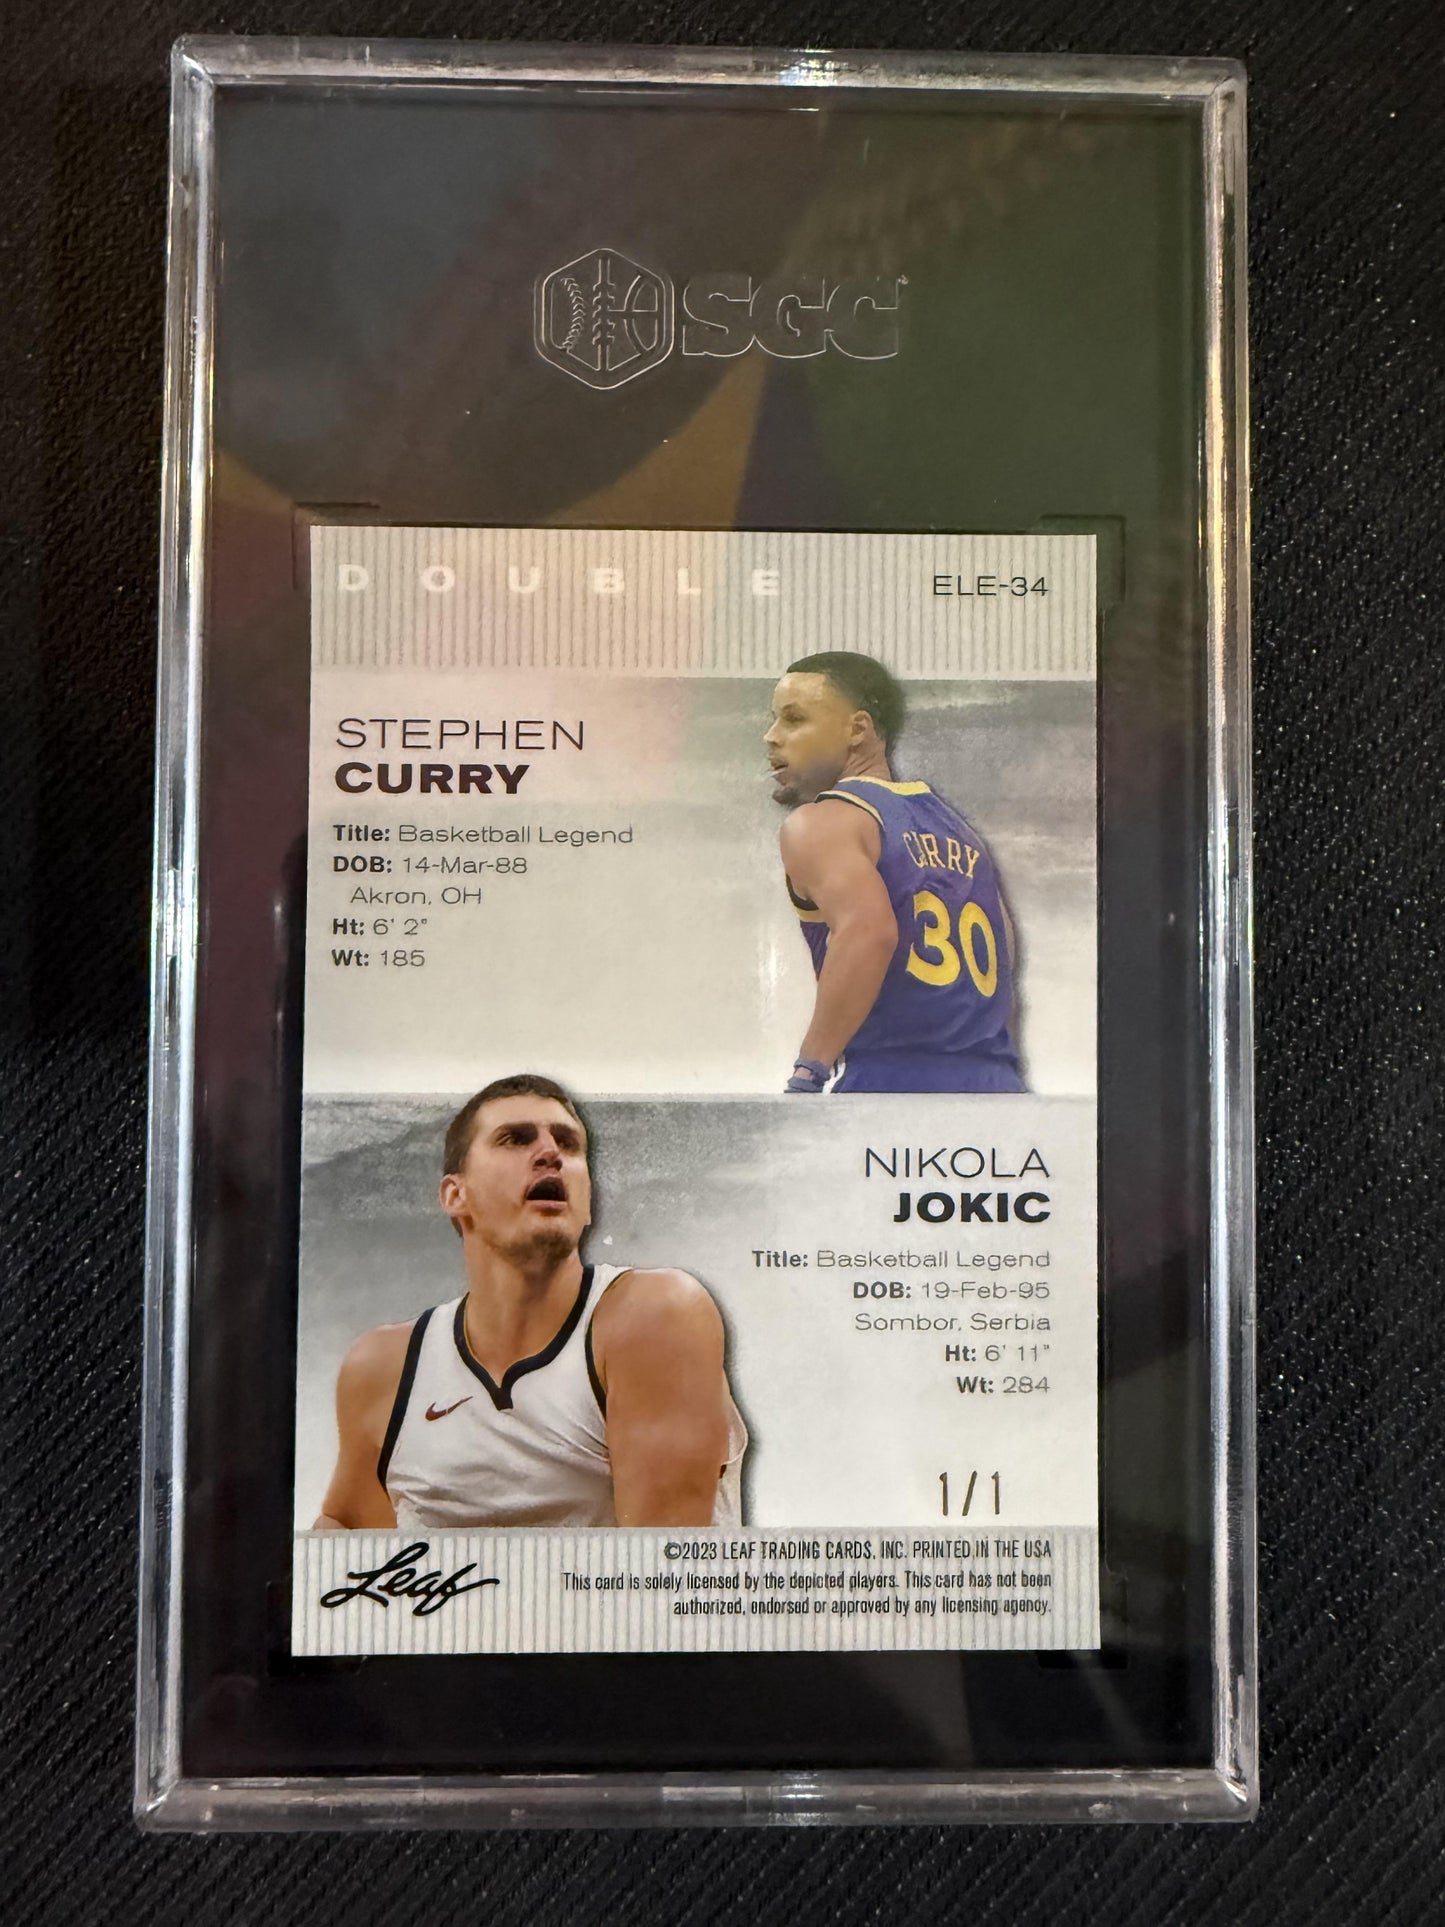 SGC
DOUBLE
ELE-34
STEPHEN
CURRY
Title: Basketball Legend
DOB: 14-Mar-88
Akron, OH
Ht: 6' 2"
Wt: 185
CURRY
30
NIKOLA
JOKIC
Title: Basketball Legend
DOB: 19-Feb-95
Sombor, Serbia
Ht: 6' 11"
Wt: 284
1/1
Leaf
©2023 LEAF TRADING CARDS, INC. PRINTED IN THE USA
This card is solely licensed by the depicted players. This card has not been
authorized, endorsed or approved by any licensing agency.